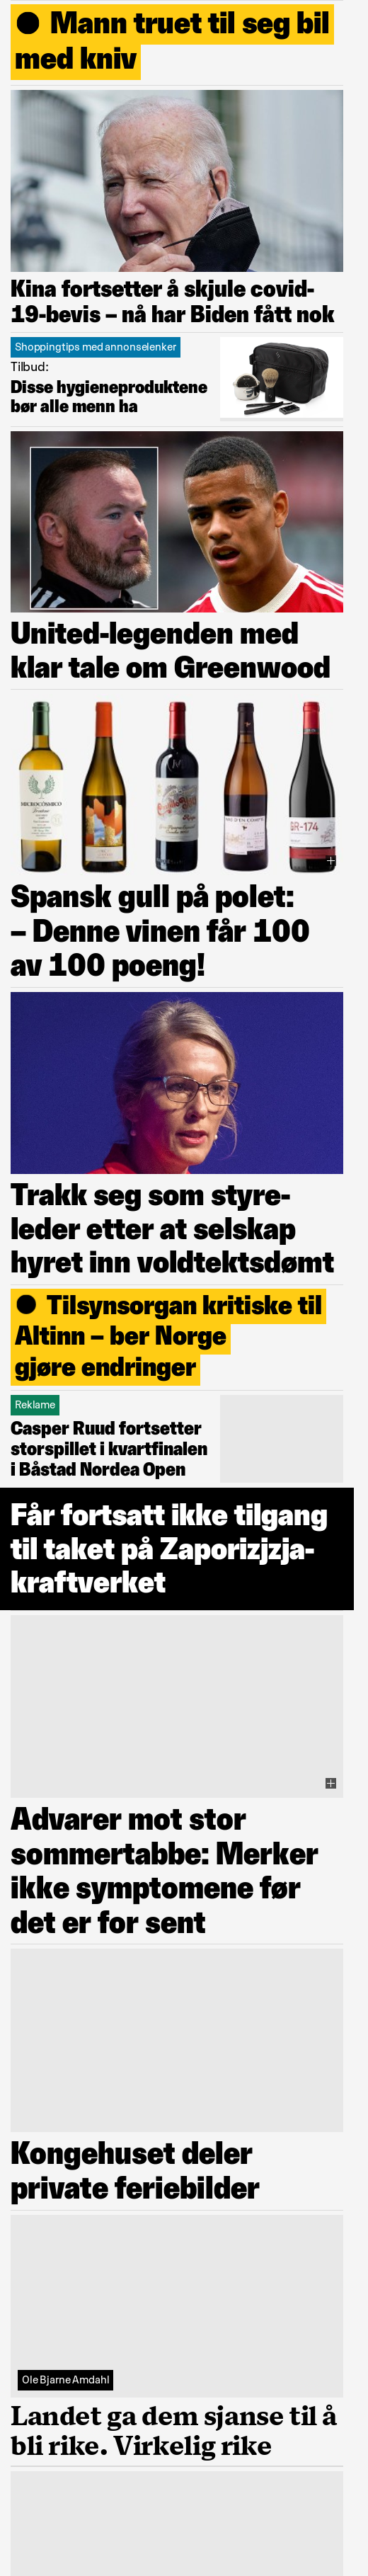 Mann truet til seg bil
med kniv
Kina fortsetter å skjule covid-
19-bevis – nå har Biden fått nok
Shoppingtips med annonselenker
Tilbud:
Disse hygieneproduktene
bør alle menn ha
United-legenden med
klar tale om Greenwood
MICROCÓSMICO
GR-174
Spansk gull på polet:
– Denne vinen får 100
av 100 poeng!
Trakk seg som styre-
leder etter at selskap
hyret inn voldtektsdømt
Tilsynsorgan kritiske til
Altinn – ber Norge
gjøre endringer
Reklame
Casper Ruud fortsetter
storspillet i kvartfinalen
i Båstad Nordea Open
Får fortsatt ikke tilgang
til taket på Zaporizjzja-
kraftverket
Advarer mot stor
sommertabbe: Merker
ikke symptomene før
det er for sent
Kongehuset deler
private feriebilder
Ole Bjarne Amdahl
Landet ga dem sjanse til å
bli rike. Virkelig rike